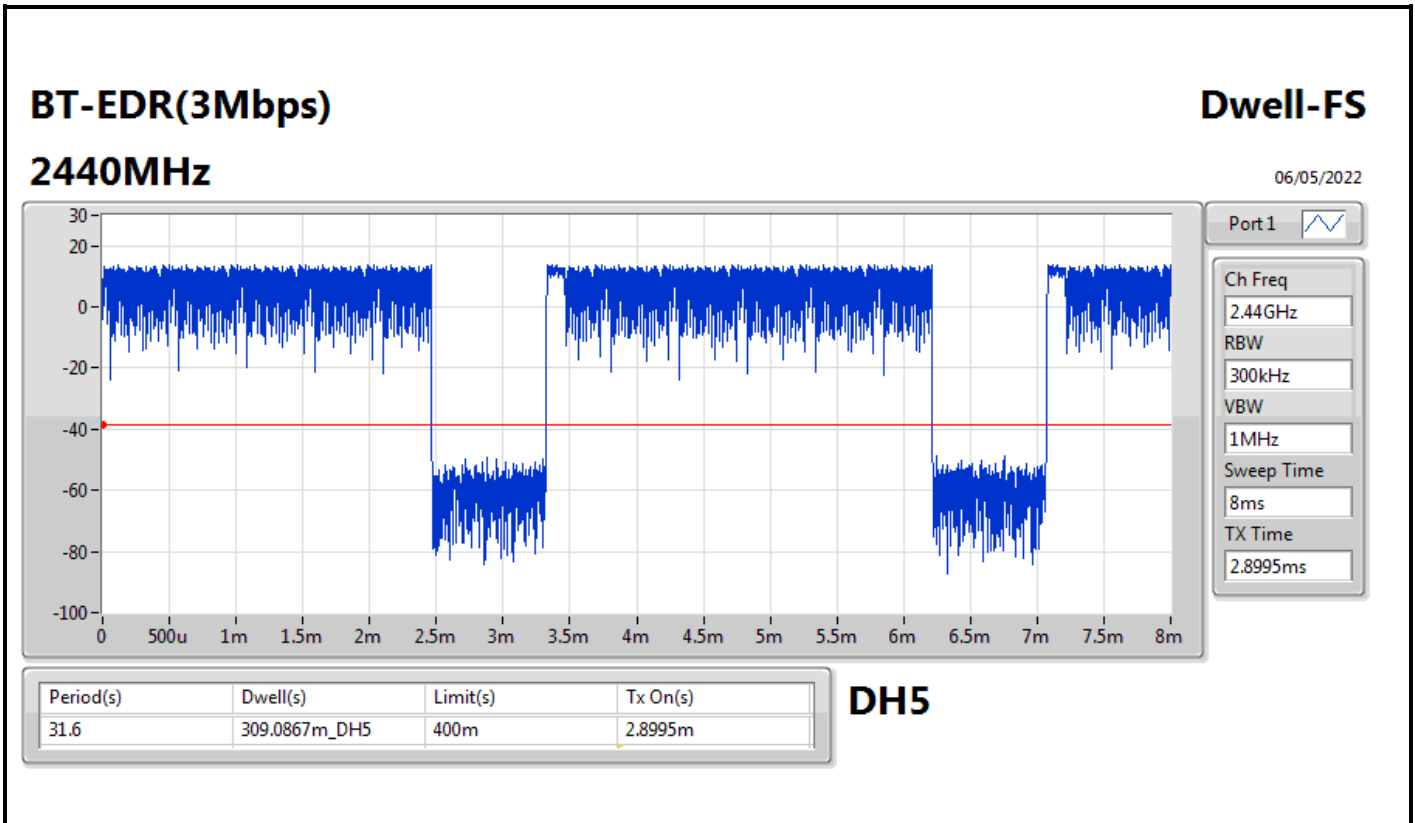 BT-EDR(3Mbps)
Dwell-FS
2440MHz
06/05/2022
30
20
0
-20
-40
-60
-80
-100
0 500u 1m 1.5m 2m 2.5m 3m 3.5m 4m 4.5m 5m 5.5m 6m 6.5m 7m 7.5m 8m
Port 1
Ch Freq
2.44GHz
RBW
300kHz
VBW
1MHz
Sweep Time
8ms
TX Time
2.8995ms
Period(s) Dwell(s) Limit(s) Tx On(s)
31.6 309.0867m_DH5 400m 2.8995m
DH5